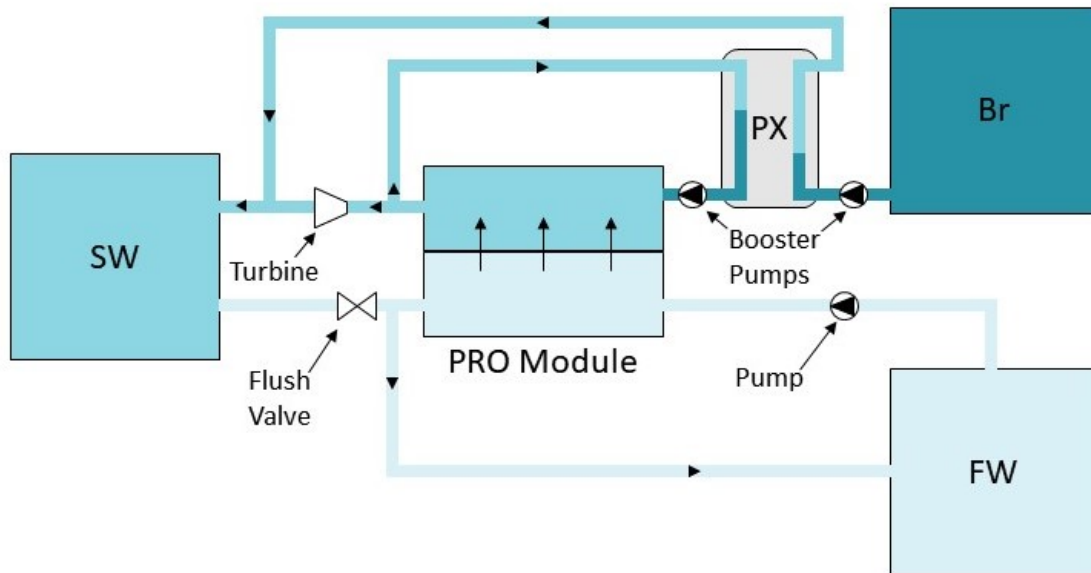 PX
Br
SW
Turbine
Booster
Pumps
PRO Module
Flush
Valve
Pump
FW